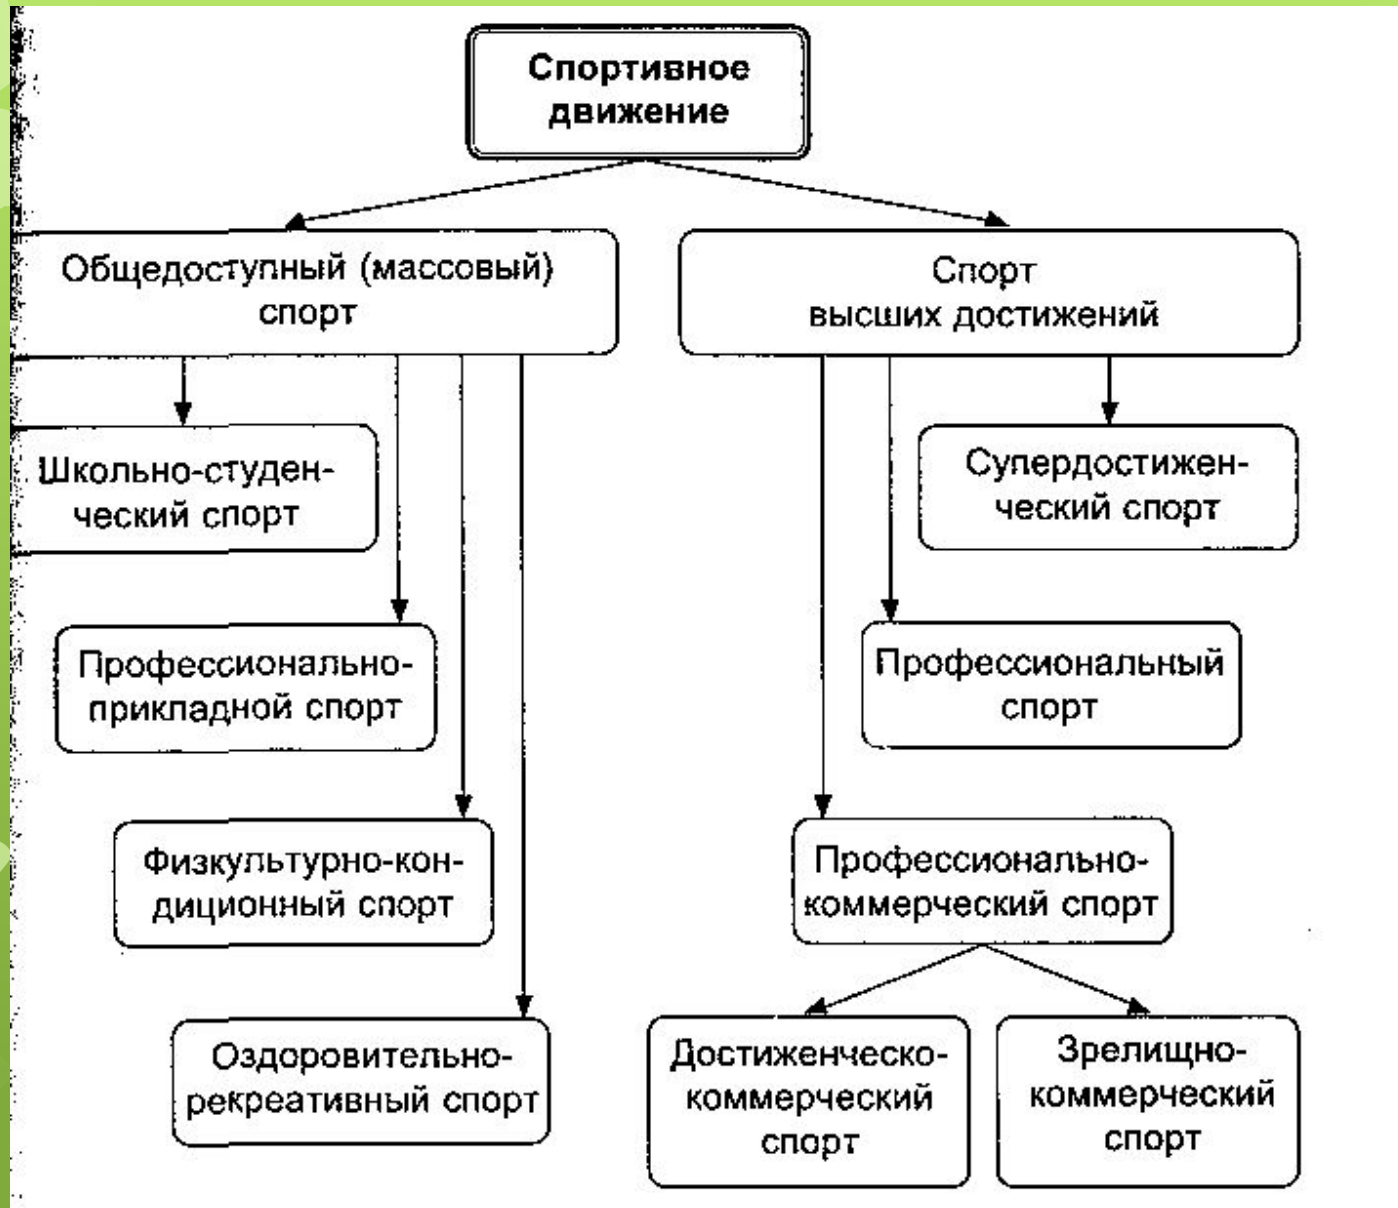 Спортивное
движение
Общедоступный (массовый)
спорт
Спорт
высших достижений
Школьно-студен-
ческий спорт
Супердостижен-
ческий спорт
Профессионально-
прикладной спорт
Профессиональный
спорт
Физкультурно-кон-
диционный спорт
Профессионально-
коммерческий спорт
Оздоровительно-
рекреативный спорт
Достиженческо-
коммерческий
спорт
Зрелищно-
коммерческий
спорт